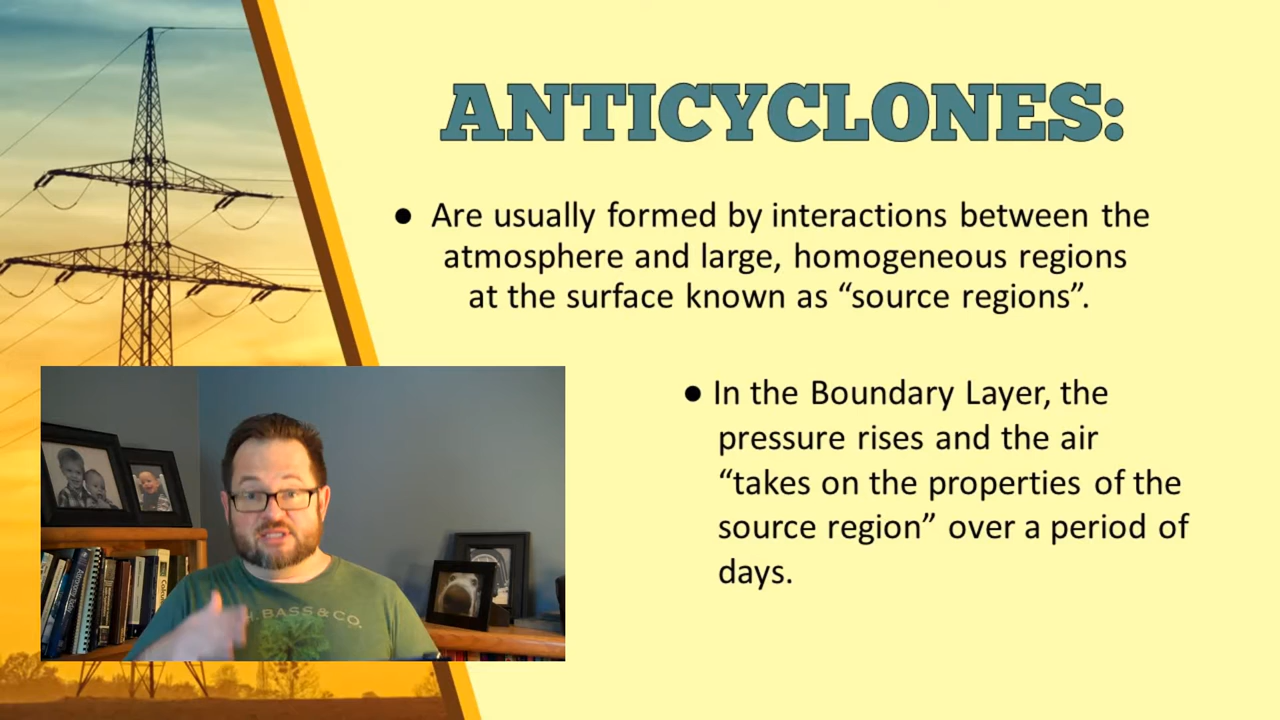 ANTICYCLONES:
● Are usually formed by interactions between the
atmosphere and large, homogeneous regions
at the surface known as “source regions”.
● In the Boundary Layer, the
pressure rises and the air
“takes on the properties of the
source region” over a period of
days.
H. BASS & CO.